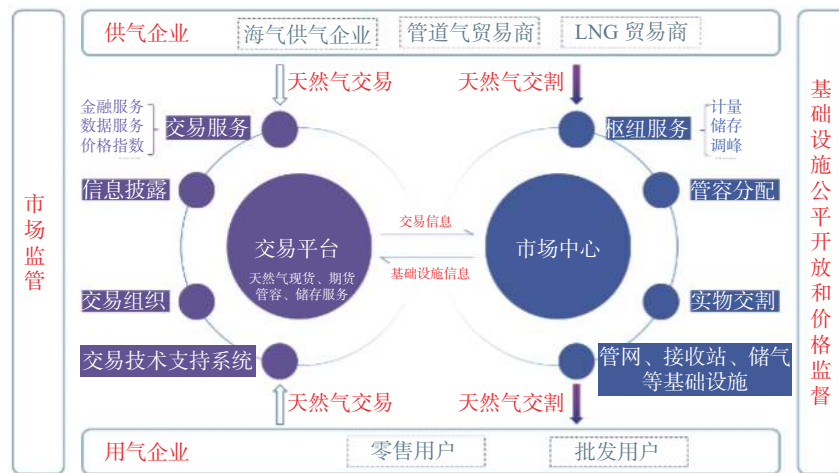 供气企业
海气供气企业
管道气贸易商
LNG 贸易商
天然气交易
天然气交割
金融服务
数据服务
价格指数
交易服务
枢纽服务
计量
储存
调峰
信息披露
管容分配
市场监管
交易平台
天然气现货、期货
管容、储存服务
交易信息
基础设施信息
市场中心
基础设施公平开放和价格监督
交易组织
实物交割
交易技术支持系统
管网、接收站、储气
等基础设施
天然气交易
天然气交割
用气企业
零售用户
批发用户